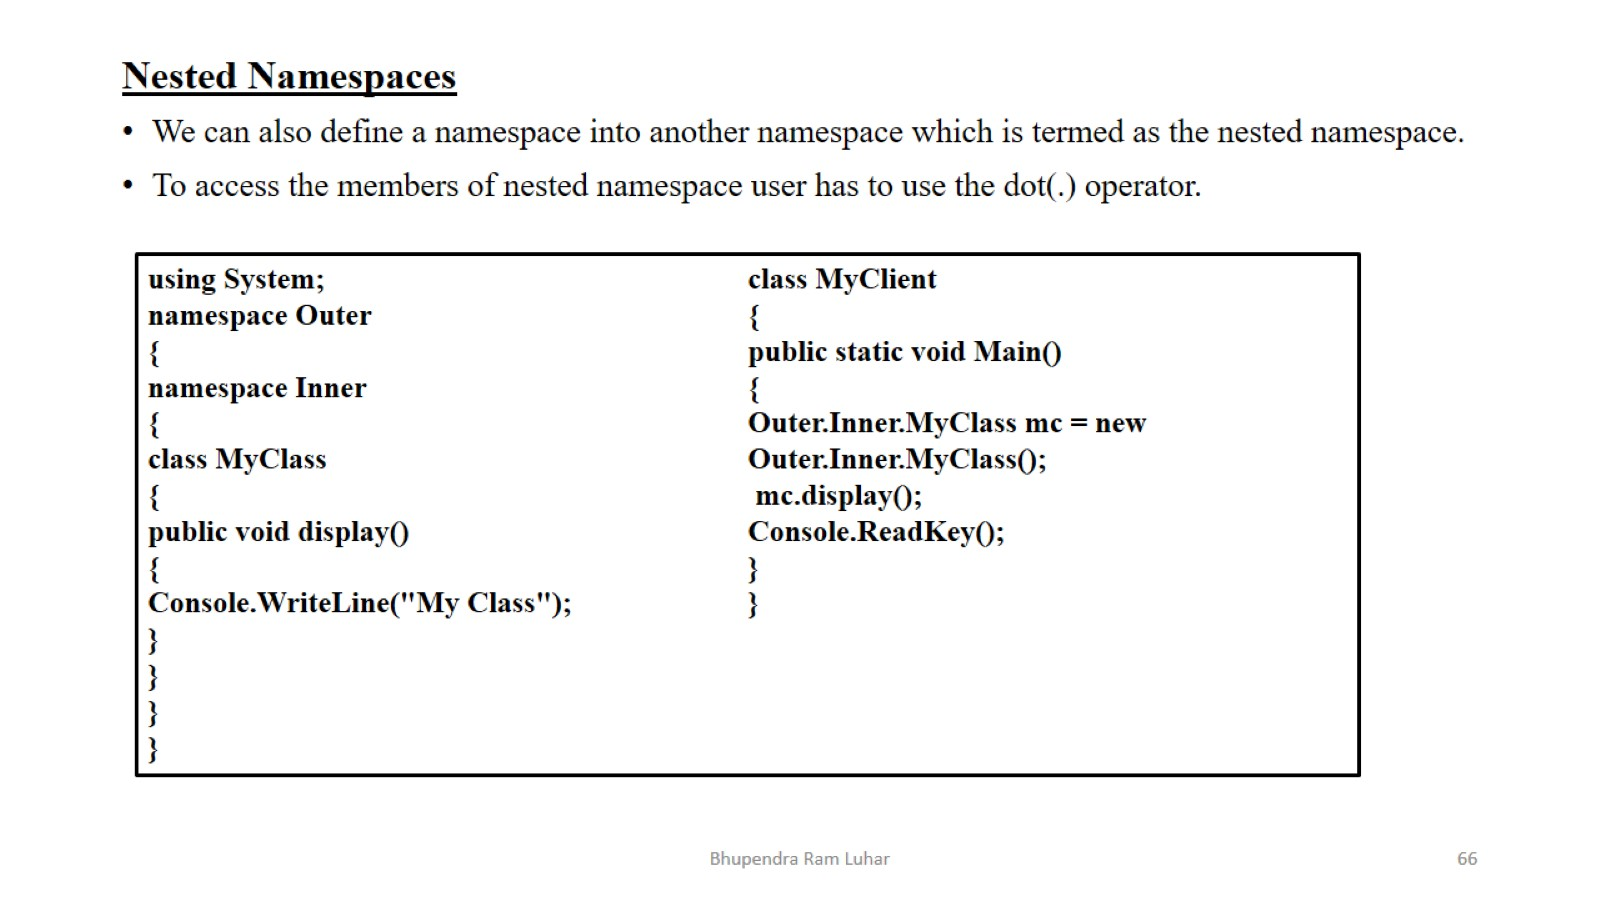 Nested Namespaces
• We can also define a namespace into another namespace which is termed as the nested namespace.
• To access the members of nested namespace user has to use the dot(.) operator.
using System;
namespace Outer
{
namespace Inner
{
class MyClass
{
public void display()
{
Console.WriteLine("My Class");
}
}
}
}
class MyClient
{
public static void Main()
{
Outer.Inner.MyClass mc = new
Outer.Inner.MyClass();
mc.display();
Console.ReadKey();
}
}
Bhupendra Ram Luhar
66